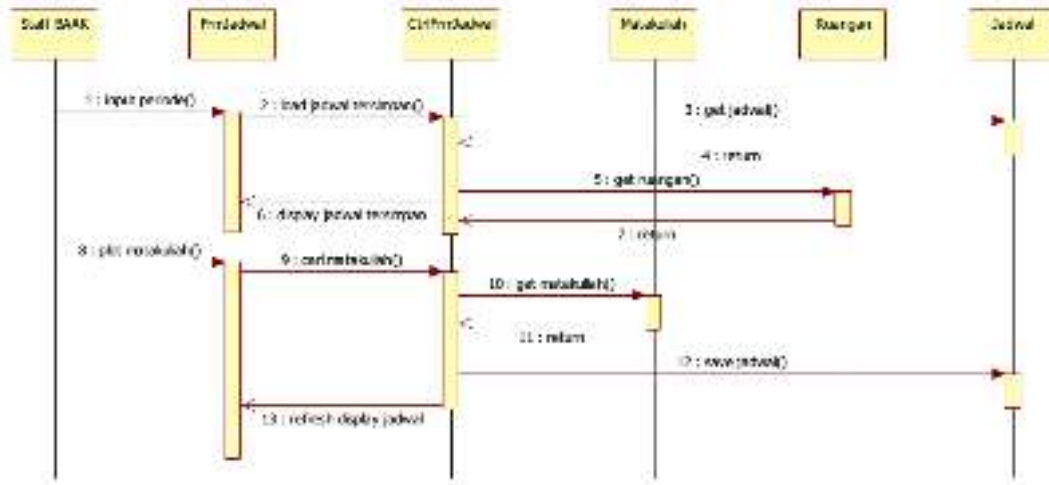 Staff BAAK
FrmJadwal
CtrlFrmJadwal
Matakuliah
Ruangan
Jadwal
1 : input periode()
2 : load jadwal tersimpan()
3 : get jadwal()
4 : return
5 : get ruangan()
6 : display jadwal tersimpan
7 : return
8 : plot matakuliah()
9 : cari matakuliah()
10 : get matakuliah()
11 : return
12 : save jadwal()
13 : refresh display jadwal